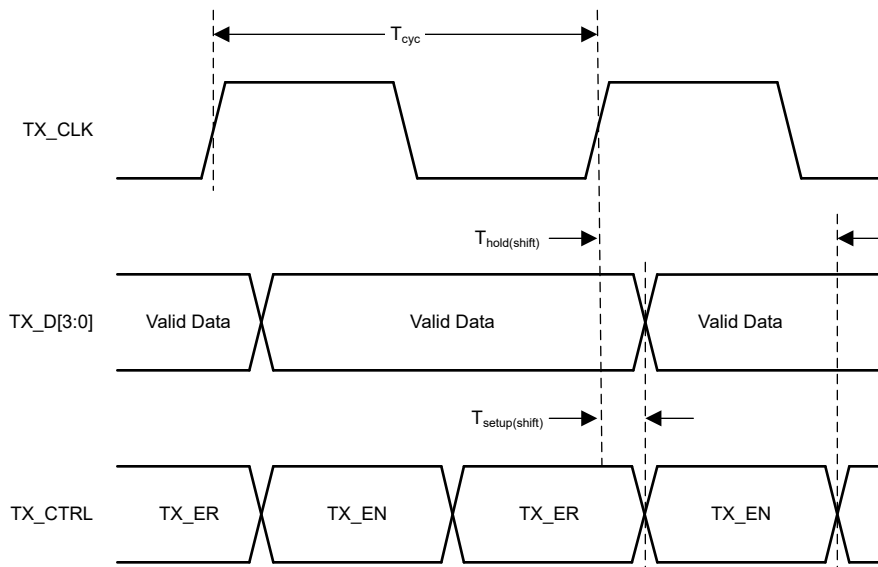 Tcyc
TX_CLK
Thold(shift)
TX_D[3:0]
Valid Data
Valid Data
Valid Data
Tsetup(shift)
TX_CTRL
TX_ER
TX_EN
TX_ER
TX_EN